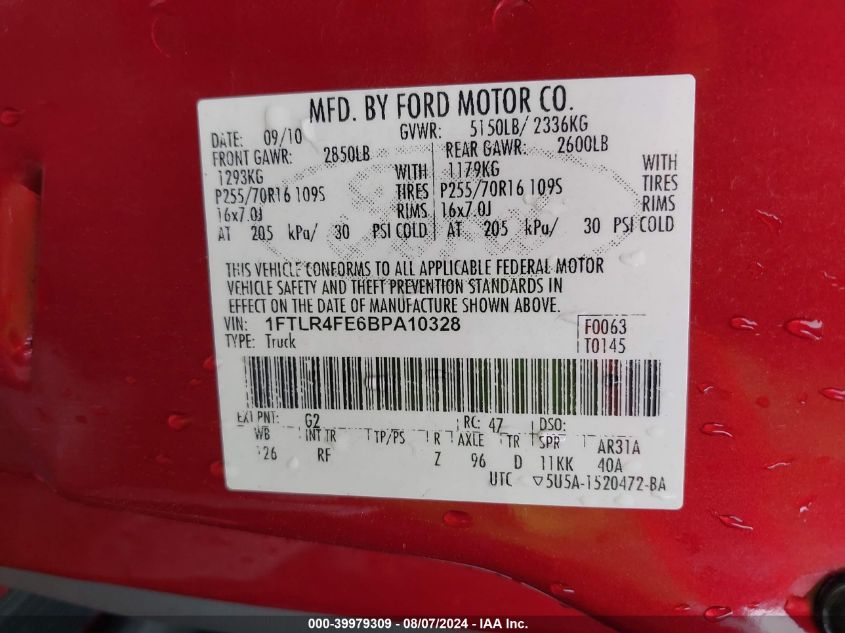 MFD. BY FORD MOTOR CO.
DATE: 09/10 GVWR: 5150LB/ 2336KG
FRONT GAWR: 2850LB REAR GAWR: 2600LB
1293KG WITH 1179KG WITH
P255/70R16 109S TIRES P255/70R16 109S TIRES
16x7.0J RIMS 16x7.0J RIMS
AT 205 kPa/ 30 PSI COLD AT 205 kPa/ 30 PSI COLD
THIS VEHICLE CONFORMS TO ALL APPLICABLE FEDERAL MOTOR
VEHICLE SAFETY AND THEFT PREVENTION STANDARDS IN
EFFECT ON THE DATE OF MANUFACTURE SHOWN ABOVE.
VIN: 1FTLR4FE6BPA10328 F0063
TYPE: Truck T0145
EXT PNT: G2 RC: 47 DSO:
WB INT TR TP/PS R AXLE TR SPR AR31A
126 RF Z 96 D 11KK 40A
UTC ▽5U5A-1520472-BA
000-39979309 - 08/07/2024 - IAA Inc.